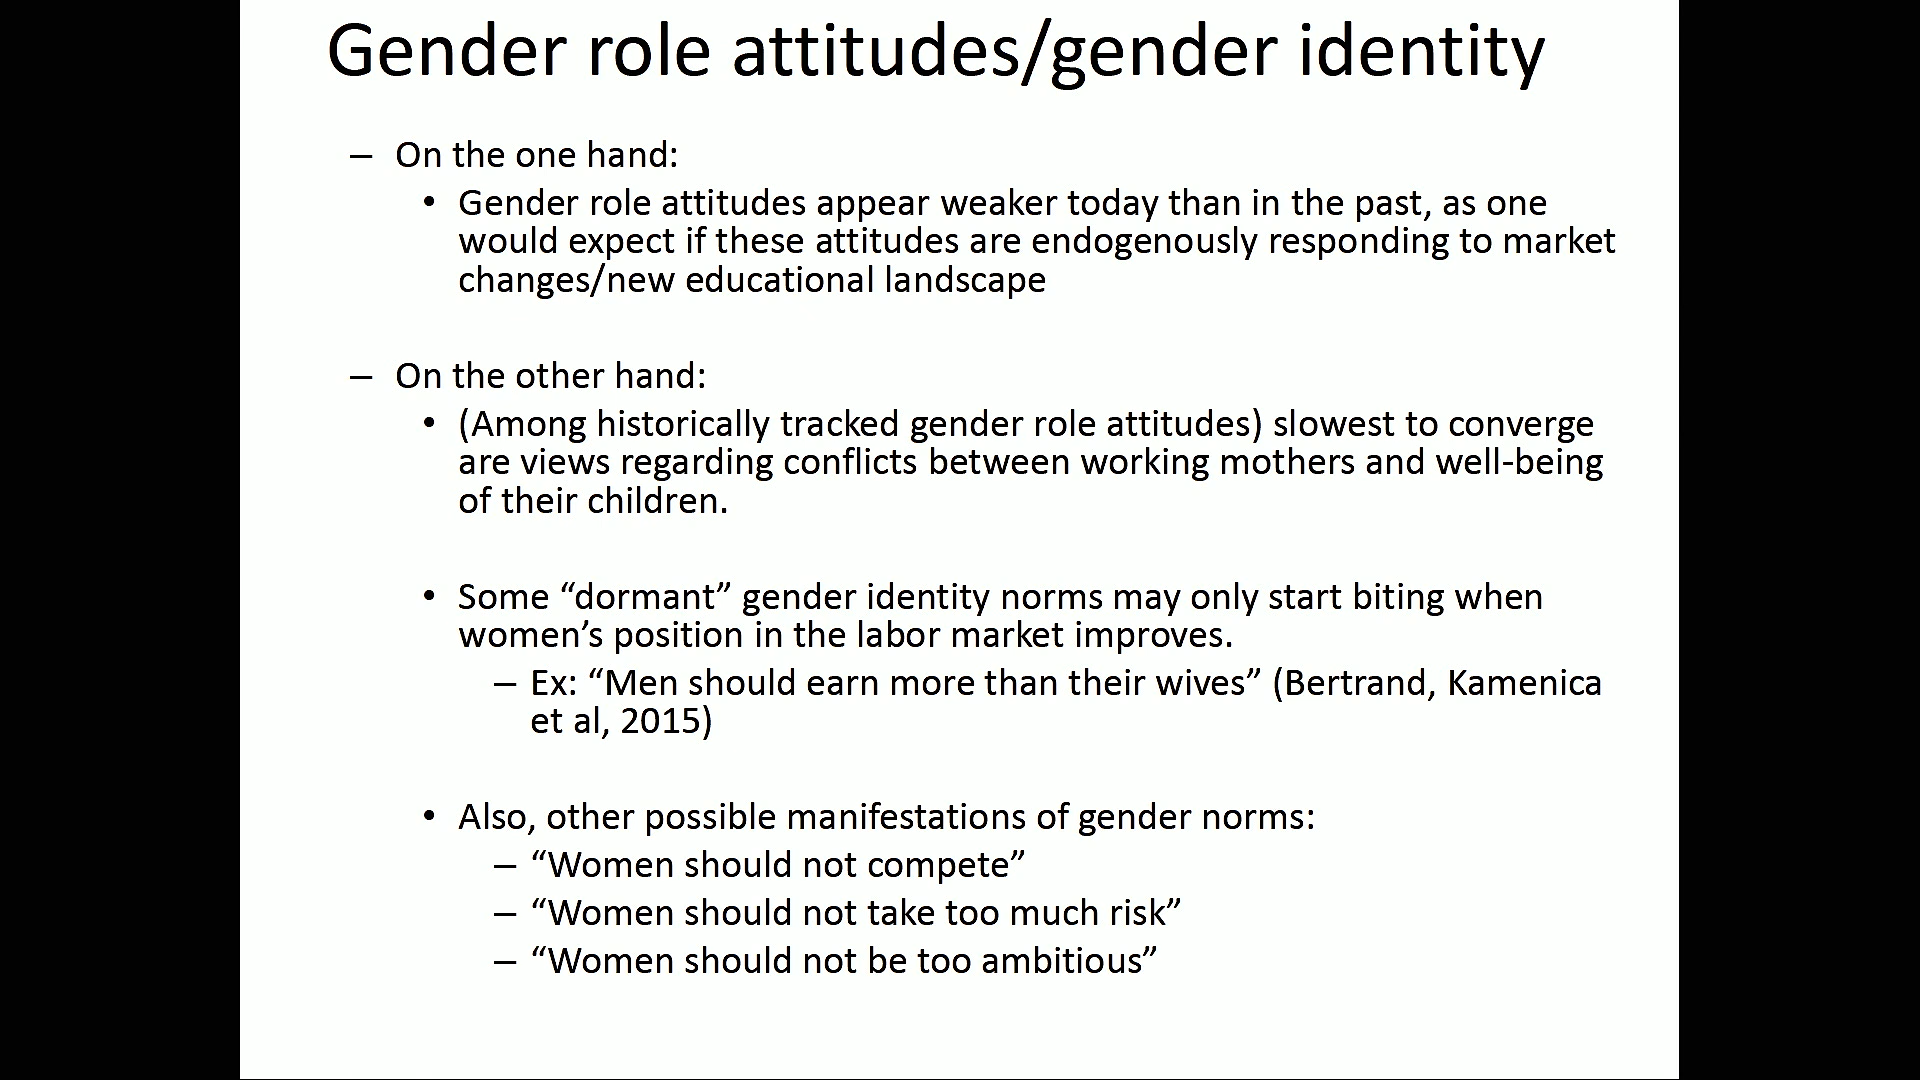 Gender role attitudes/gender identity
– On the one hand:
• Gender role attitudes appear weaker today than in the past, as one
would expect if these attitudes are endogenously responding to market
changes/new educational landscape
– On the other hand:
• (Among historically tracked gender role attitudes) slowest to converge
are views regarding conflicts between working mothers and well-being
of their children.
• Some “dormant” gender identity norms may only start biting when
women’s position in the labor market improves.
– Ex: “Men should earn more than their wives” (Bertrand, Kamenica
et al, 2015)
• Also, other possible manifestations of gender norms:
– “Women should not compete”
– “Women should not take too much risk”
– “Women should not be too ambitious”